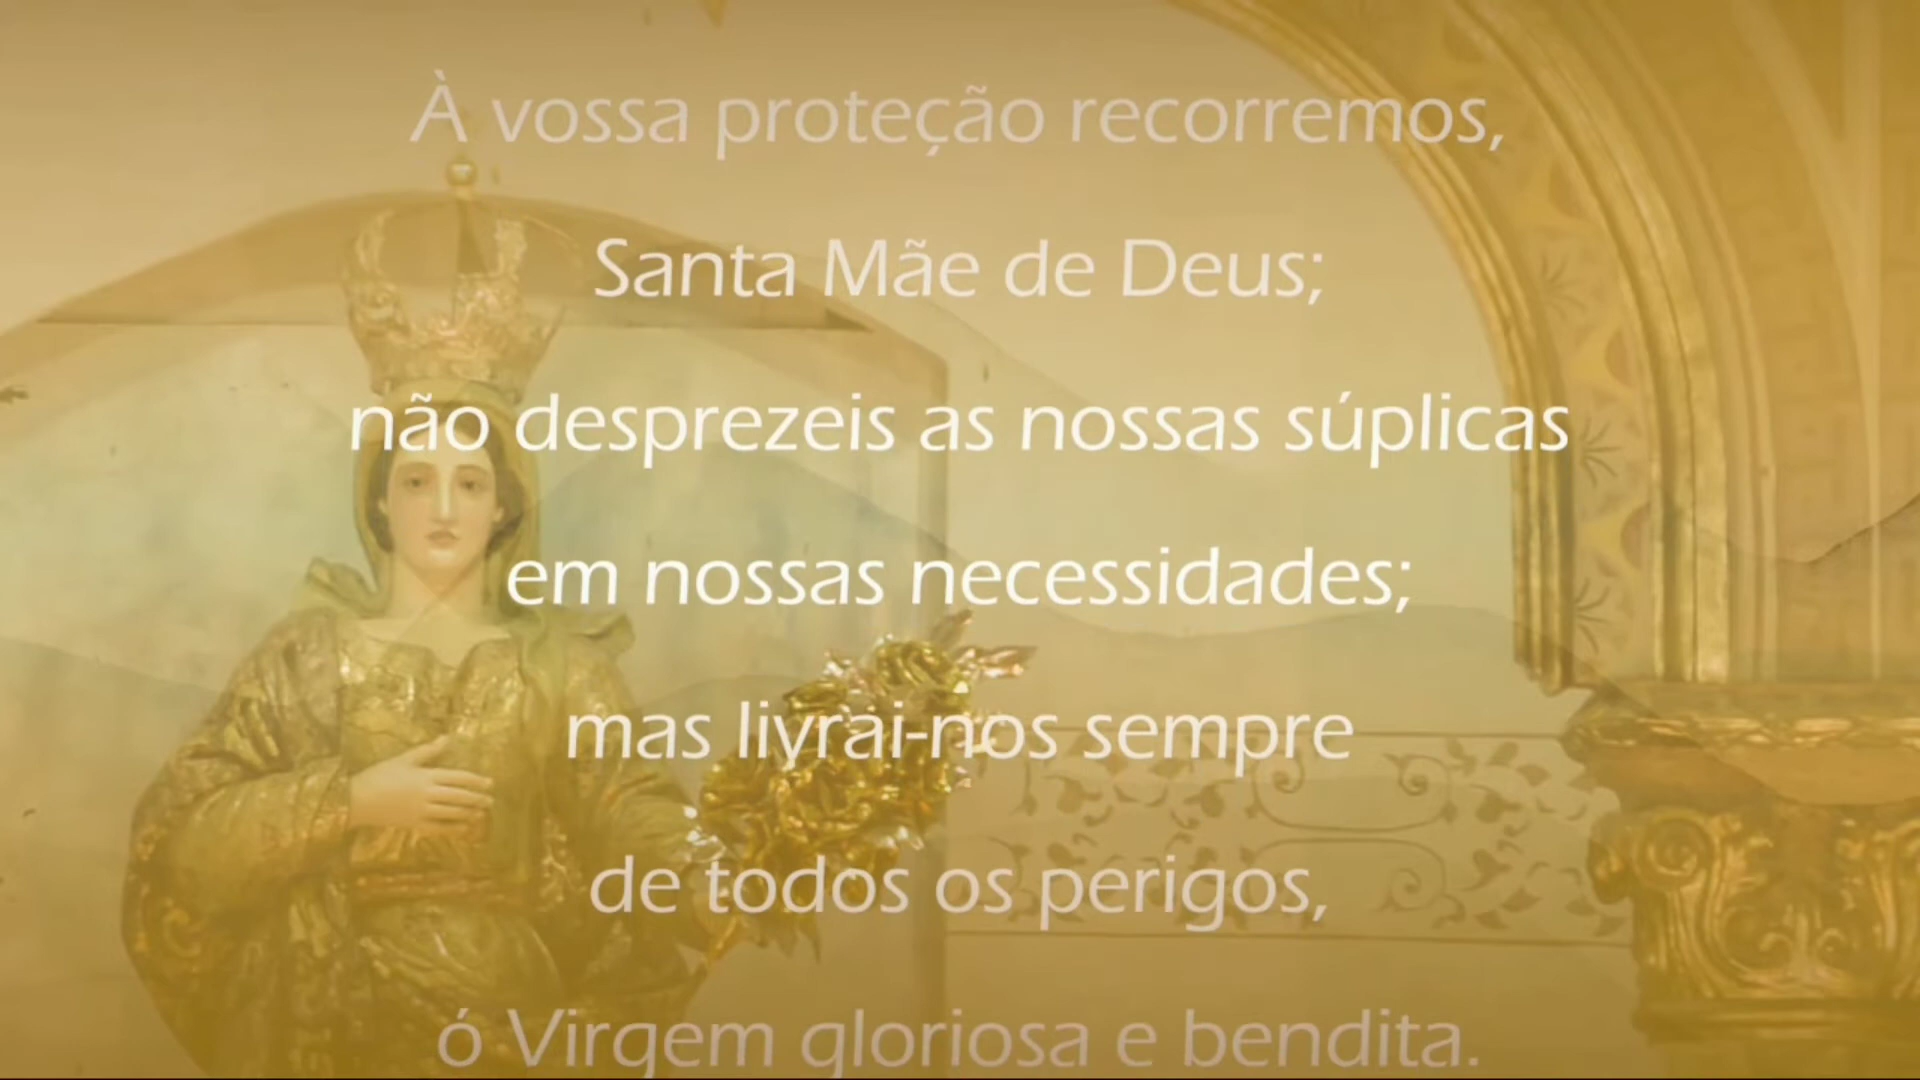 À vossa proteção recorremos,
Santa Mãe de Deus;
não desprezeis as nossas súplicas
em nossas necessidades;
mas livrai-nos sempre
de todos os perigos,
ó Virgem gloriosa e bendita.